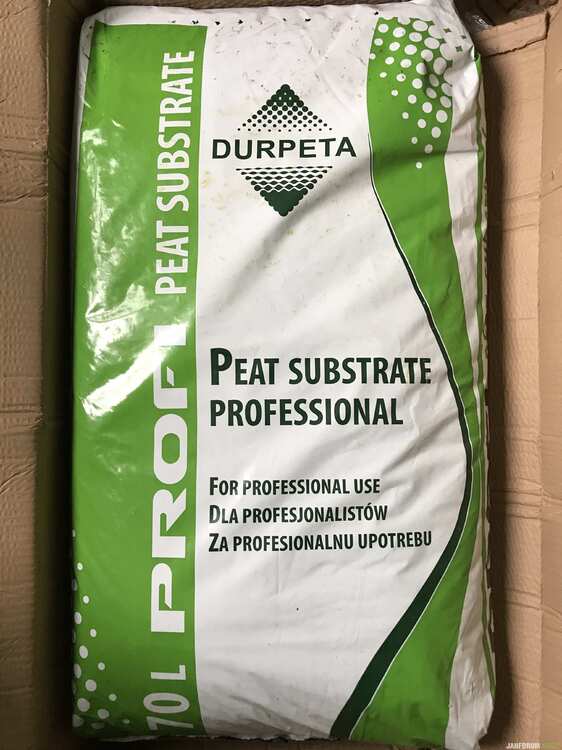 DURPETA
PEAT SUBSTRATE
PROFESSIONAL
FOR PROFESSIONAL USE
DLA PROFESJONALISTÓW
ZA PROFESIONALNU UPOTREBU
70 L PROFI PEAT SUBSTRATE